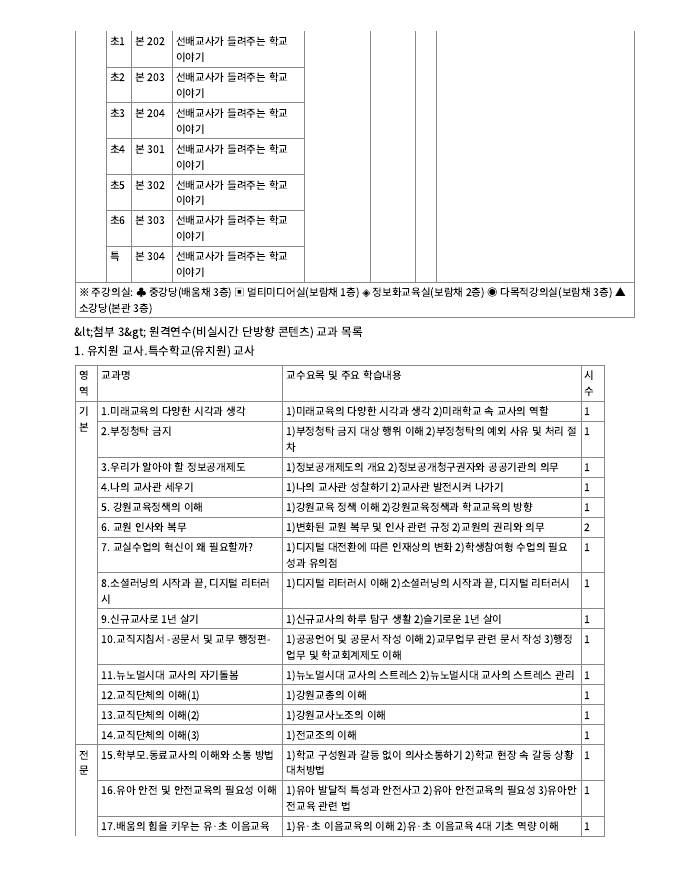 초1 본 202 선배교사가 들려주는 학교
이야기
초2 본 203 선배교사가 들려주는 학교
이야기
초3 본 204 선배교사가 들려주는 학교
이야기
초4 본 301 선배교사가 들려주는 학교
이야기
초5 본 302 선배교사가 들려주는 학교
이야기
초6 본 303 선배교사가 들려주는 학교
이야기
특 본 304 선배교사가 들려주는 학교
이야기
※ 주강의실: ♣ 중강당(배움채 3층) ▣ 멀티미디어실(보람채 1층) ◈ 정보화교육실(보람채 2층) ◉ 다목적강의실(보람채 3층) ▲
소강당(본관 3층)
&lt;첨부 3&gt; 원격연수(비실시간 단방향 콘텐츠) 교과 목록
1. 유치원 교사.특수학교(유치원) 교사
영
역 교과명 교수요목 및 주요 학습내용 시
수
기
본 1.미래교육의 다양한 시각과 생각 1)미래교육의 다양한 시각과 생각 2)미래학교 속 교사의 역할 1
2.부정청탁 금지 1)부정청탁 금지 대상 행위 이해 2)부정청탁의 예외 사유 및 처리 절
차 1
3.우리가 알아야 할 정보공개제도 1)정보공개제도의 개요 2)정보공개청구권자와 공공기관의 의무 1
4.나의 교사관 세우기 1)나의 교사관 성찰하기 2)교사관 발전시켜 나가기 1
5. 강원교육정책의 이해 1)강원교육 정책 이해 2)강원교육정책과 학교교육의 방향 1
6. 교원 인사와 복무 1)변화된 교원 복무 및 인사 관련 규정 2)교원의 권리와 의무 2
7. 교실수업의 혁신이 왜 필요할까? 1)디지털 대전환에 따른 인재상의 변화 2)학생참여형 수업의 필요
성과 유의점 1
8.소셜러닝의 시작과 끝, 디지털 리터러
시 1)디지털 리터러시 이해 2)소셜러닝의 시작과 끝, 디지털 리터러시 1
9.신규교사로 1년 살기 1)신규교사의 하루 탐구 생활 2)슬기로운 1년 살이 1
10.교직지침서 -공문서 및 교무 행정편- 1)공공언어 및 공문서 작성 이해 2)교무업무 관련 문서 작성 3)행정
업무 및 학교회계제도 이해 1
11.뉴노멀시대 교사의 자기돌봄 1)뉴노멀시대 교사의 스트레스 2)뉴노멀시대 교사의 스트레스 관리 1
12.교직단체의 이해(1) 1)강원교총의 이해 1
13.교직단체의 이해(2) 1)강원교사노조의 이해 1
14.교직단체의 이해(3) 1)전교조의 이해 1
전
문 15.학부모.동료교사의 이해와 소통 방법 1)학교 구성원과 갈등 없이 의사소통하기 2)학교 현장 속 갈등 상황
대처방법 1
16.유아 안전 및 안전교육의 필요성 이해 1)유아 발달적 특성과 안전사고 2)유아 안전교육의 필요성 3)유아안
전교육 관련 법 1
17.배움의 힘을 키우는 유·초 이음교육 1)유·초 이음교육의 이해 2)유·초 이음교육 4대 기초 역량 이해 1